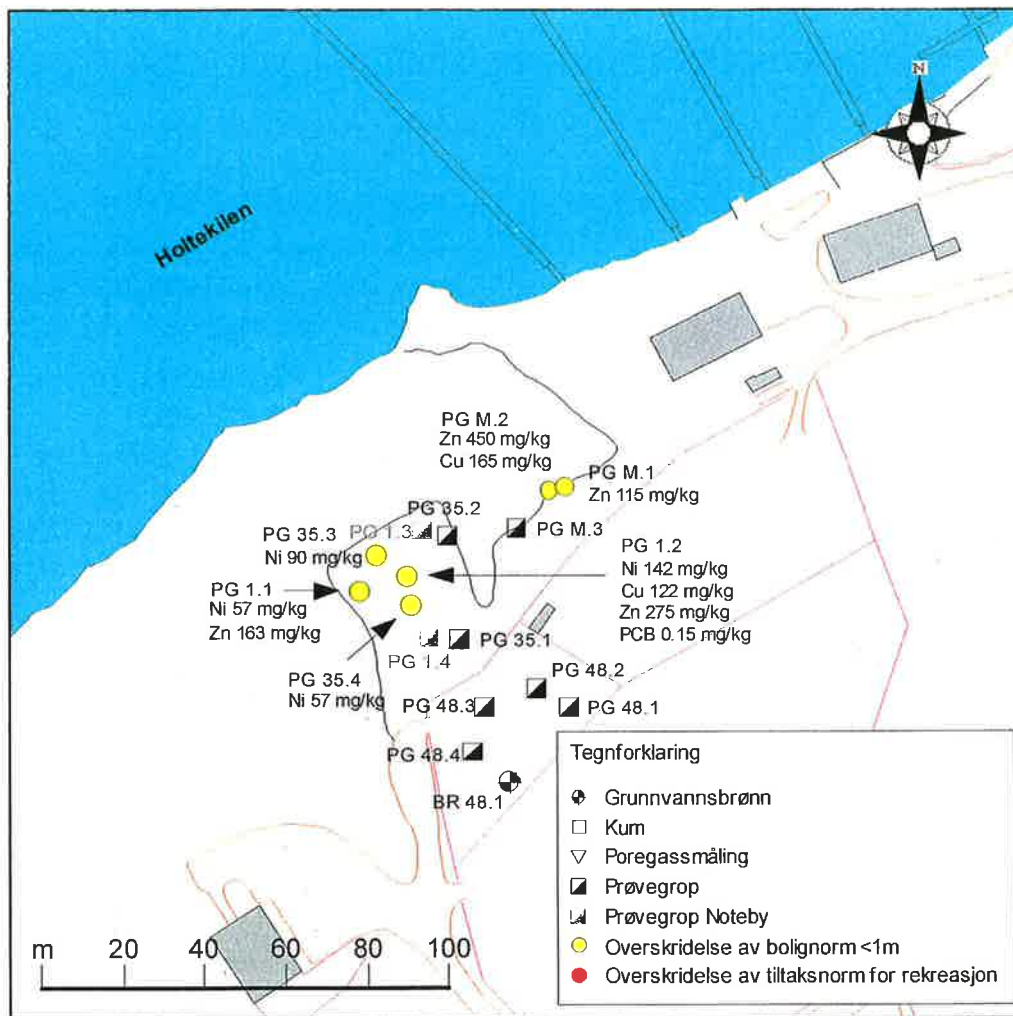 N
Holtekilen
PG M.2
Zn 450 mg/kg
Cu 165 mg/kg
PG M.1
Zn 115 mg/kg
PG 35.2
PG 35.3
PG 1.3
PG M.3
Ni 90 mg/kg
PG 1.2
Ni 142 mg/kg
Cu 122 mg/kg
Zn 275 mg/kg
PCB 0.15 mg/kg
PG 1.1
Ni 57 mg/kg
Zn 163 mg/kg
PG 35.1
PG 1.4
PG 35.4
Ni 57 mg/kg
PG 48.2
PG 48.3
PG 48.1
PG 48.4
BR 48.1
Tegnforklaring
Grunnvannsbrønn
Kum
Poregassmåling
Prøvegrop
Prøvegrop Noteby
Overskridelse av bolignorm <1m
Overskridelse av tiltaksnorm for rekreasjon
m 20 40 60 80 100